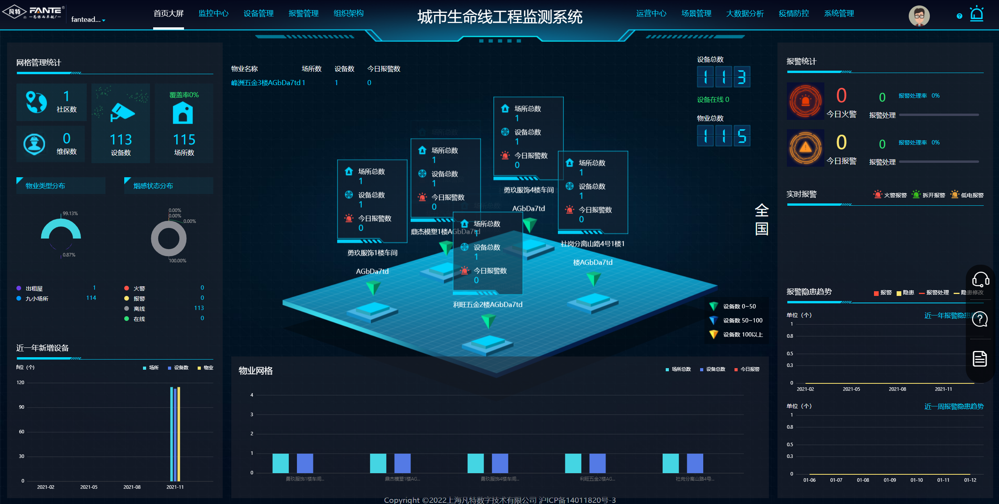 凡特 FANTE®
—为你而卓越!—
fantead...
首页大屏 监控中心 设备管理 报警管理 组织架构
城市生命线工程监测系统
运营中心 场景管理 大数据分析 疫情防控 系统管理
网格管理统计
1
社区数
0
维保数
113
设备数
覆盖率0%
115
场所数
物业类型分布
99.13%
0.87%
出租屋 1
九小场所 114
烟感状态分布
0.00%
0.00%
0.00%
100.00%
火警 0
报警 0
离线 113
在线 0
近一年新增设备
单位（个）
场所 设备数 物业
120
90
60
30
0
2021-02 2021-05 2021-08 2021-11
物业名称 场所数 设备数 今日报警数
峰洲五金3楼AGbDa7td 1 1 0
设备总数
113
设备在线 0
物业总数
115
场所总数
1
设备总数
1
今日报警数
0
勇玖服饰1楼车间
AGbDa7td
场所总数
1
设备总数
1
今日报警数
0
鼎杰模塑1楼AGbDa7td
场所总数
1
设备总数
1
今日报警数
0
勇玖服饰4楼车间
AGbDa7td
场所总数
1
设备总数
1
今日报警数
0
利旺五金2楼AGbDa7td
场所总数
1
设备总数
1
今日报警数
0
社岗分离山路4号1楼1
楼AGbDa7td
全
国
设备数 0~50
设备数 50~100
设备数 100以上
物业网格
场所总数 设备总数 今日报警
4
3
2
1
0
勇玖服饰1楼车间... 鼎杰模塑1楼AG... 勇玖服饰4楼车间... 利旺五金2楼AG... 社岗分离山路4号...
报警统计
0
今日火警
0
报警处理
报警处理率 0%
0
今日报警
0
报警处理
报警处理率 0%
实时报警
火警报警 拆开报警 低电报警
报警隐患趋势
报警 隐患 报警处理 隐患修改
单位（个）
近一年报警隐患趋势
1
0.8
0.5
0.3
0
2021-02 2021-05 2021-08 2021-11
单位（个）
近一周报警隐患趋势
1
0.8
0.5
0.3
0
01-06 01-07 01-08 01-09 01-10 01-11 01-12
Copyright ©2022上海凡特数字技术有限公司 沪ICP备14011820号-3